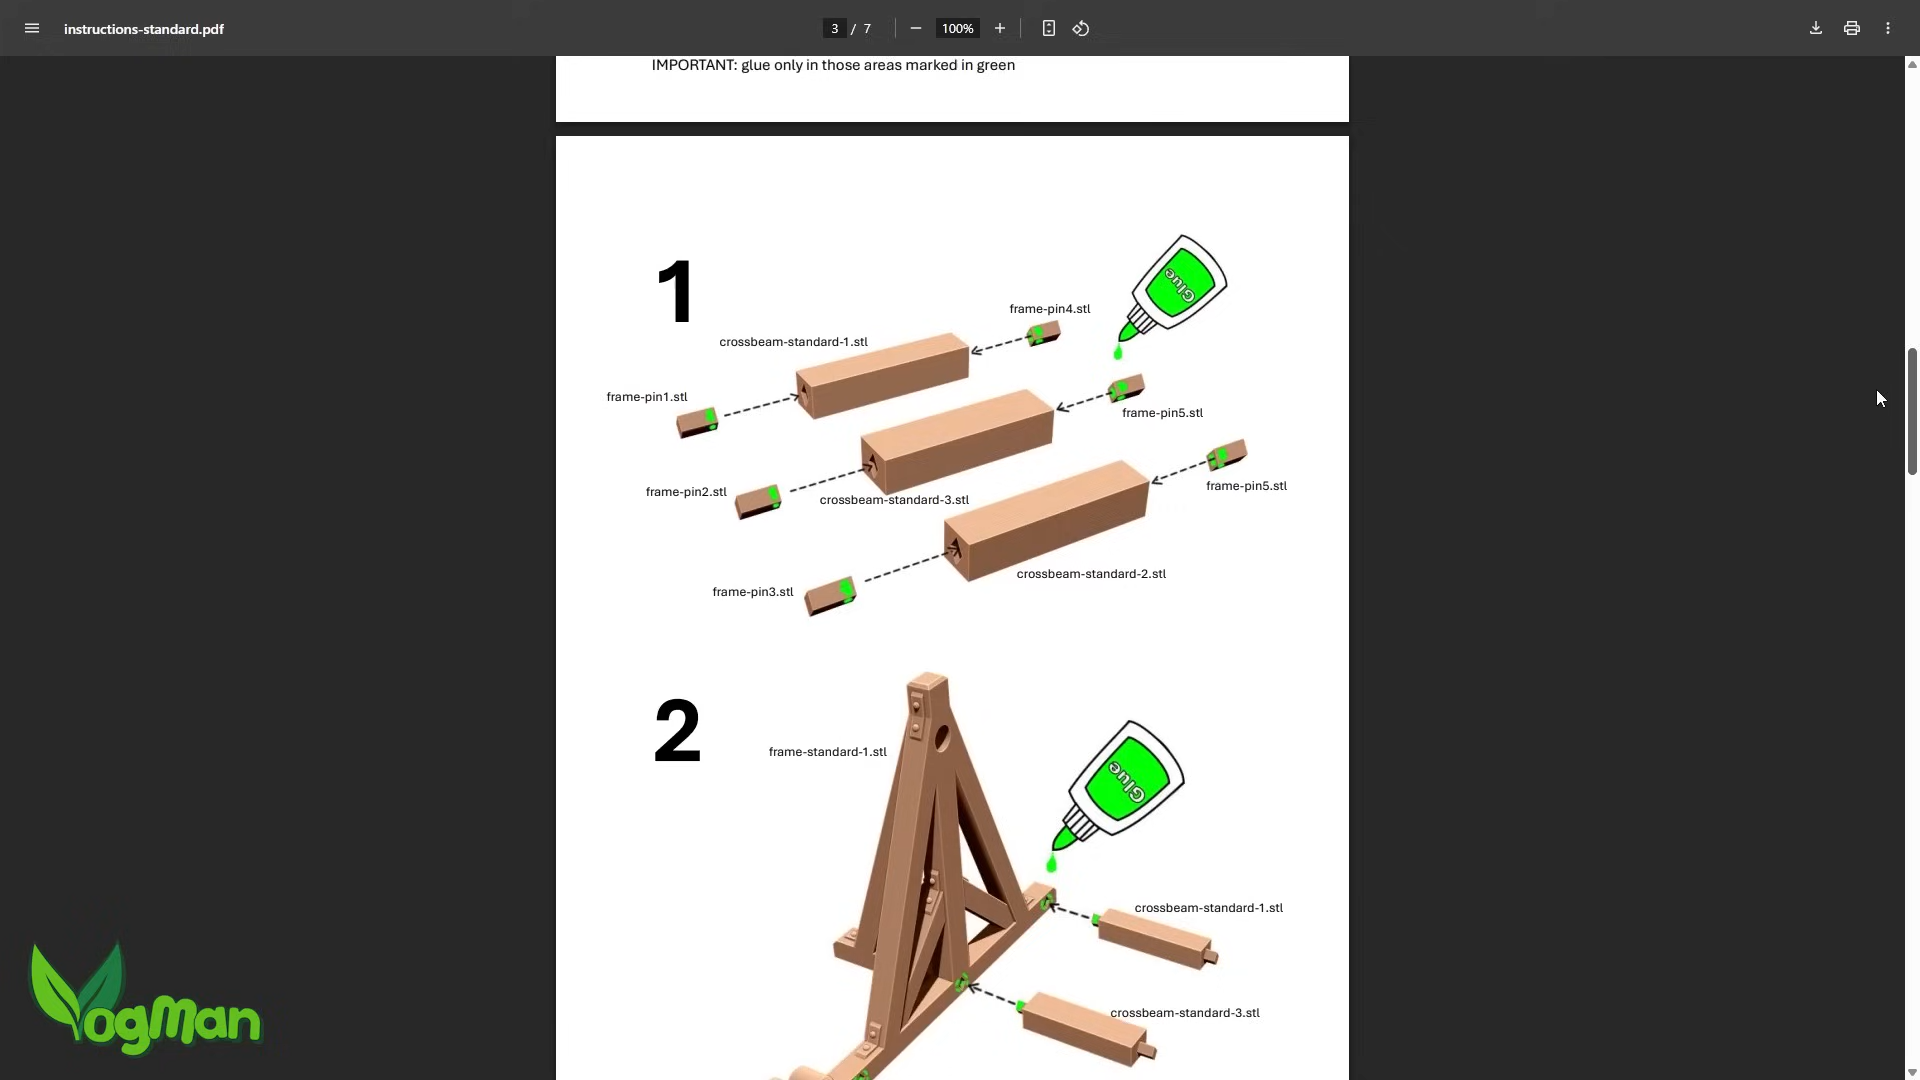 instructions-standard.pdf
3 / 7
100%
IMPORTANT: glue only in those areas marked in green
1
Glue
frame-pin4.stl
crossbeam-standard-1.stl
frame-pin1.stl
frame-pin5.stl
frame-pin2.stl
crossbeam-standard-3.stl
frame-pin5.stl
crossbeam-standard-2.stl
frame-pin3.stl
2
frame-standard-1.stl
Glue
crossbeam-standard-1.stl
crossbeam-standard-3.stl
YogMan